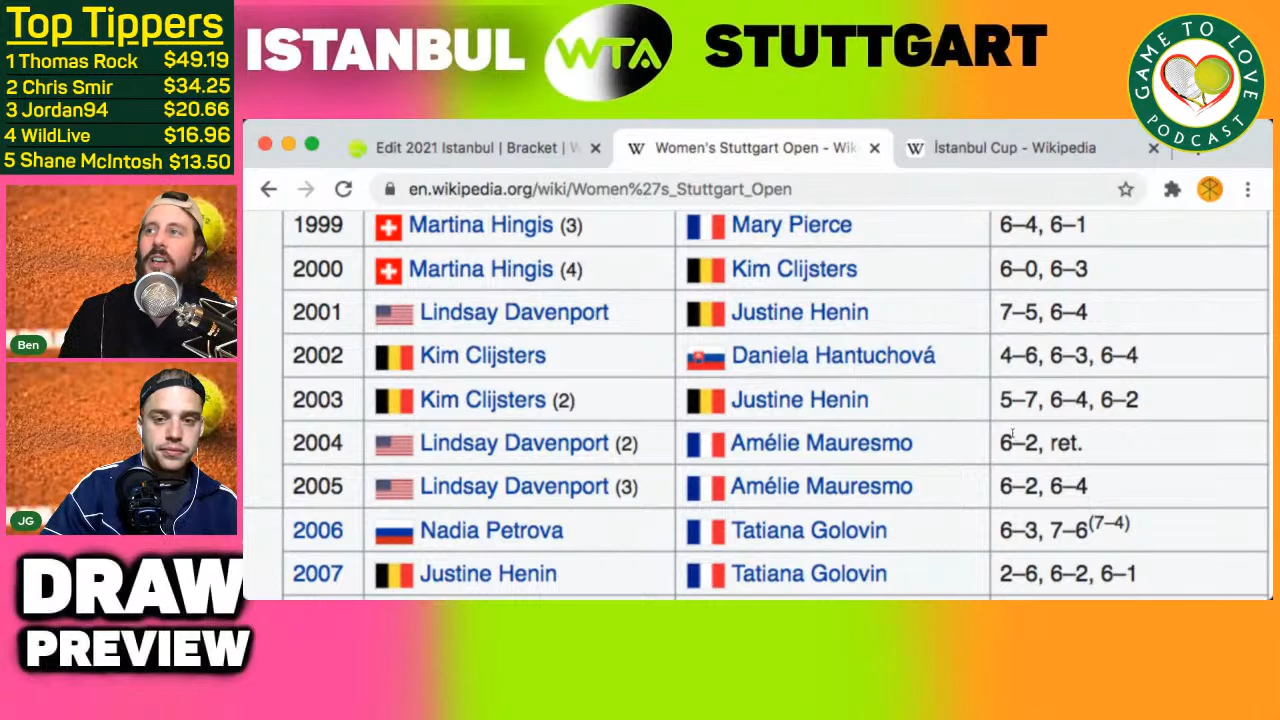 Top Tippers
1 Thomas Rock $49.19
2 Chris Smir $34.25
3 Jordan94 $20.66
4 WildLive $16.96
5 Shane McIntosh $13.50
ISTANBUL WTA STUTTGART
GAME TO LOVE
PODCAST
Edit 2021 Istanbul | Bracket | W
Women's Stuttgart Open - Wik
İstanbul Cup - Wikipedia
en.wikipedia.org/wiki/Women%27s_Stuttgart_Open
1999 Martina Hingis (3) Mary Pierce 6–4, 6–1
2000 Martina Hingis (4) Kim Clijsters 6–0, 6–3
2001 Lindsay Davenport Justine Henin 7–5, 6–4
2002 Kim Clijsters Daniela Hantuchová 4–6, 6–3, 6–4
2003 Kim Clijsters (2) Justine Henin 5–7, 6–4, 6–2
2004 Lindsay Davenport (2) Amélie Mauresmo 6–2, ret.
2005 Lindsay Davenport (3) Amélie Mauresmo 6–2, 6–4
2006 Nadia Petrova Tatiana Golovin 6–3, 7–6(7–4)
2007 Justine Henin Tatiana Golovin 2–6, 6–2, 6–1
Ben
JG
DRAW
PREVIEW